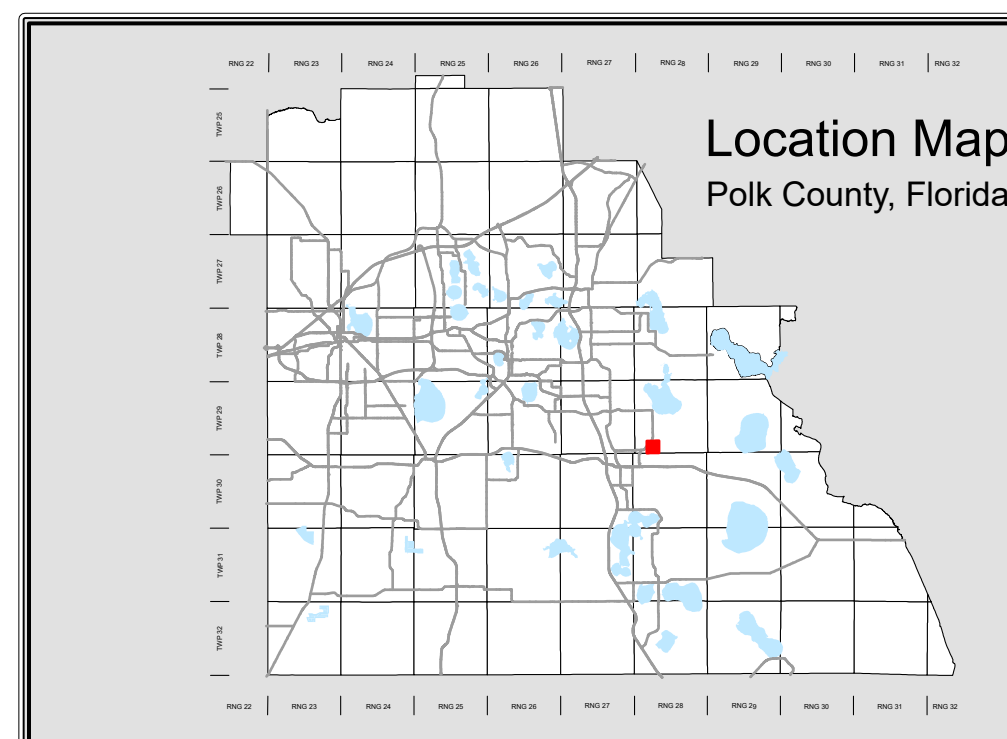 RNG 22 RNG 23 RNG 24 RNG 25 RNG 26 RNG 27 RNG 28 RNG 29 RNG 30 RNG 31 RNG 32
Location Map
Polk County, Florida
TWP 25
TWP 26
TWP 27
TWP 28
TWP 29
TWP 30
TWP 31
TWP 32
RNG 22 RNG 23 RNG 24 RNG 25 RNG 26 RNG 27 RNG 28 RNG 29 RNG 30 RNG 31 RNG 32